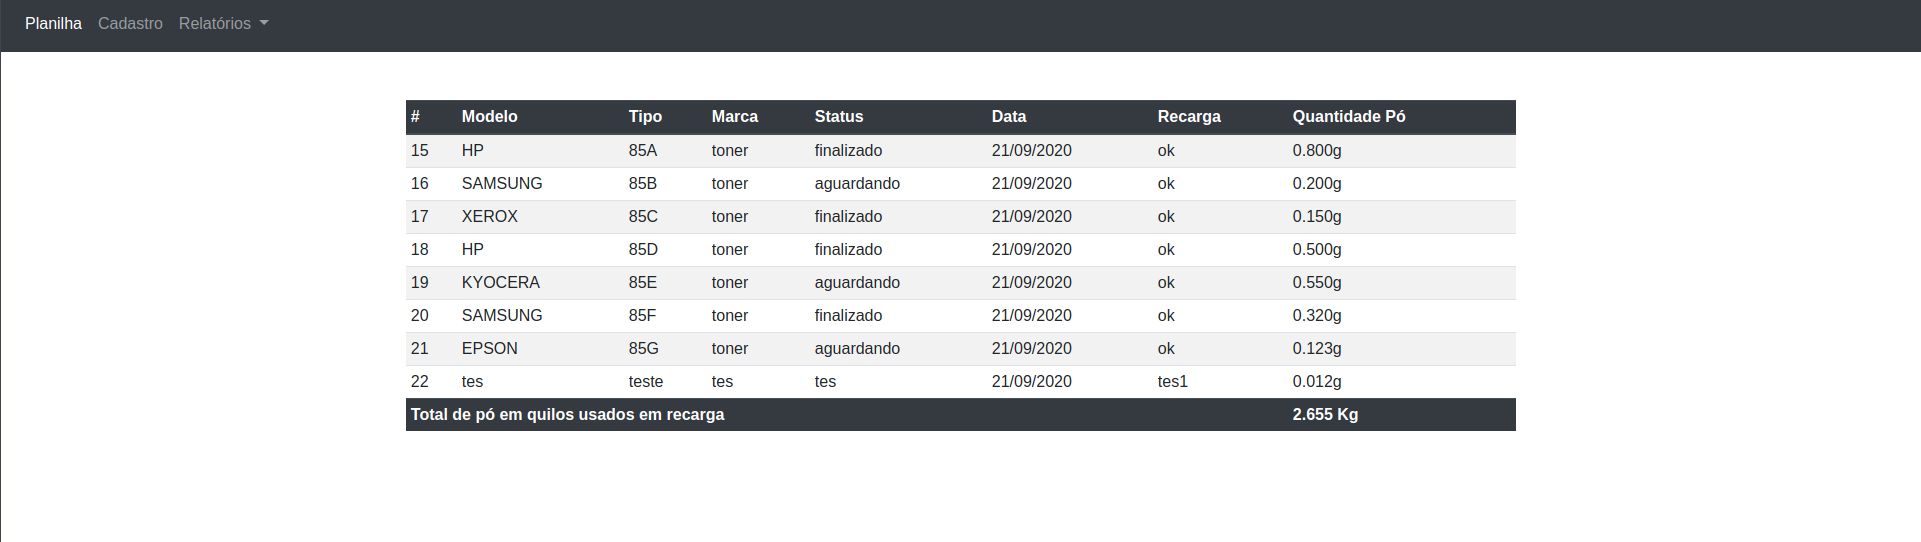 Planilha Cadastro Relatórios
# Modelo Tipo Marca Status Data Recarga Quantidade Pó
15 HP 85A toner finalizado 21/09/2020 ok 0.800g
16 SAMSUNG 85B toner aguardando 21/09/2020 ok 0.200g
17 XEROX 85C toner finalizado 21/09/2020 ok 0.150g
18 HP 85D toner finalizado 21/09/2020 ok 0.500g
19 KYOCERA 85E toner aguardando 21/09/2020 ok 0.550g
20 SAMSUNG 85F toner finalizado 21/09/2020 ok 0.320g
21 EPSON 85G toner aguardando 21/09/2020 ok 0.123g
22 tes teste tes tes 21/09/2020 tes1 0.012g
Total de pó em quilos usados em recarga 2.655 Kg